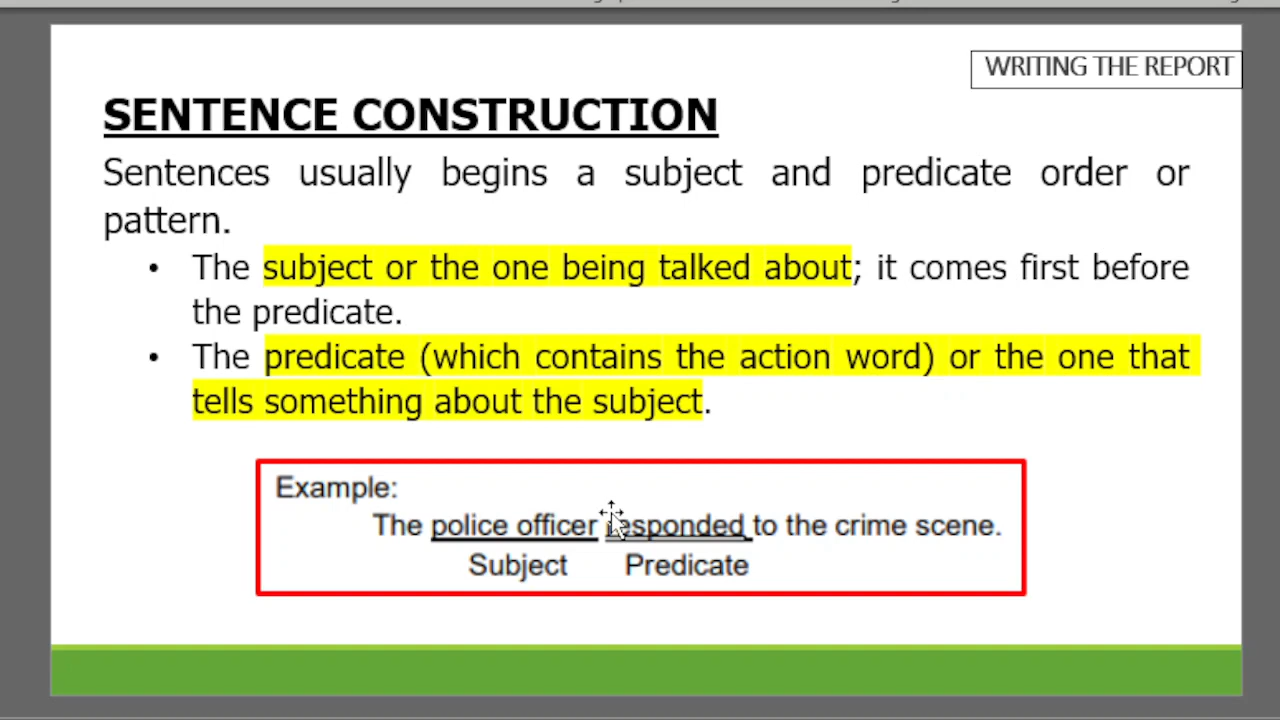 WRITING THE REPORT
SENTENCE CONSTRUCTION
Sentences usually begins a subject and predicate order or
pattern.
• The subject or the one being talked about; it comes first before
the predicate.
• The predicate (which contains the action word) or the one that
tells something about the subject.
Example:
The police officer responded to the crime scene.
Subject Predicate